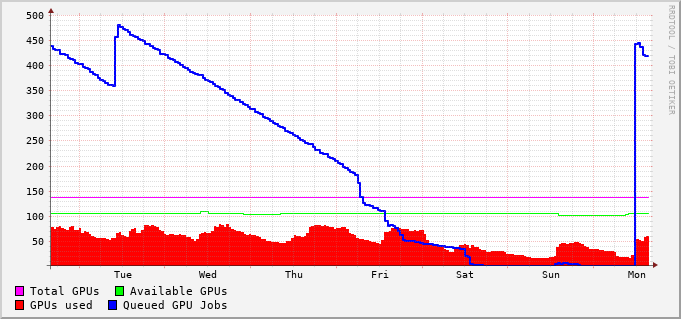 500
450
400
350
300
250
200
150
100
50
Tue Wed Thu Fri Sat Sun Mon
Total GPUs Available GPUs
GPUs used Queued GPU Jobs
RRDTOOL / TOBI OETIKER